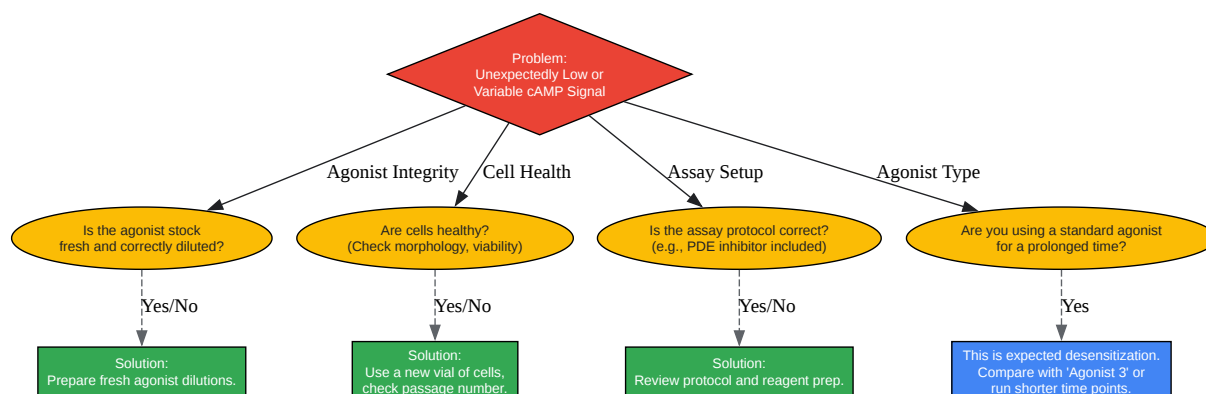 Problem:
Unexpectedly Low or
Variable cAMP Signal
Agonist Integrity
Cell Health
Assay Setup
Agonist Type
Is the agonist stock
fresh and correctly diluted?
Are cells healthy?
(Check morphology, viability)
Is the assay protocol correct?
(e.g., PDE inhibitor included)
Are you using a standard agonist
for a prolonged time?
Yes/No
Yes/No
Yes/No
Yes
Solution:
Prepare fresh agonist dilutions.
Solution:
Use a new vial of cells,
check passage number.
Solution:
Review protocol and reagent prep.
This is expected desensitization.
Compare with 'Agonist 3' or
run shorter time points.